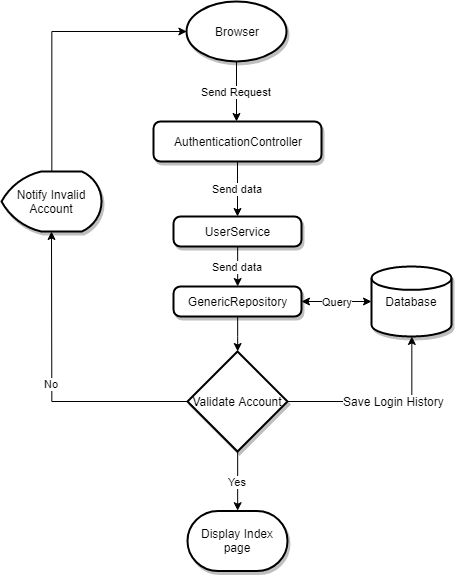 Browser
Send Request
AuthenticationController
Send data
Notify Invalid
Account
UserService
Send data
GenericRepository
Query
Database
No
Validate Account
Save Login History
Yes
Display Index
page